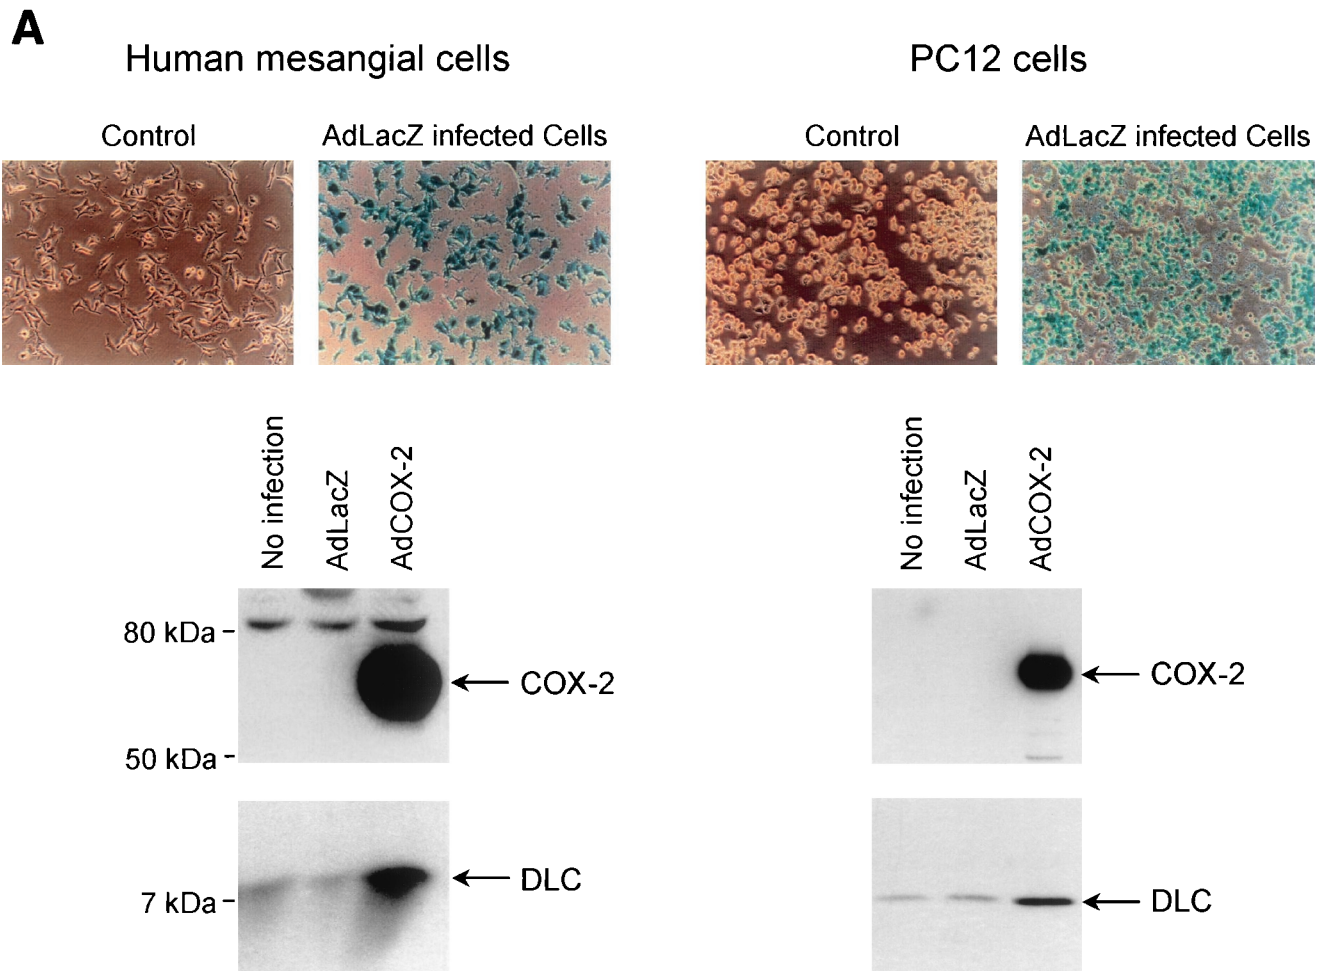 A
Human mesangial cells
PC12 cells
Control
AdLacZ infected Cells
Control
AdLacZ infected Cells
No infection
AdLacZ
AdCOX-2
No infection
AdLacZ
AdCOX-2
80 kDa
COX-2
COX-2
50 kDa
DLC
7 kDa
DLC